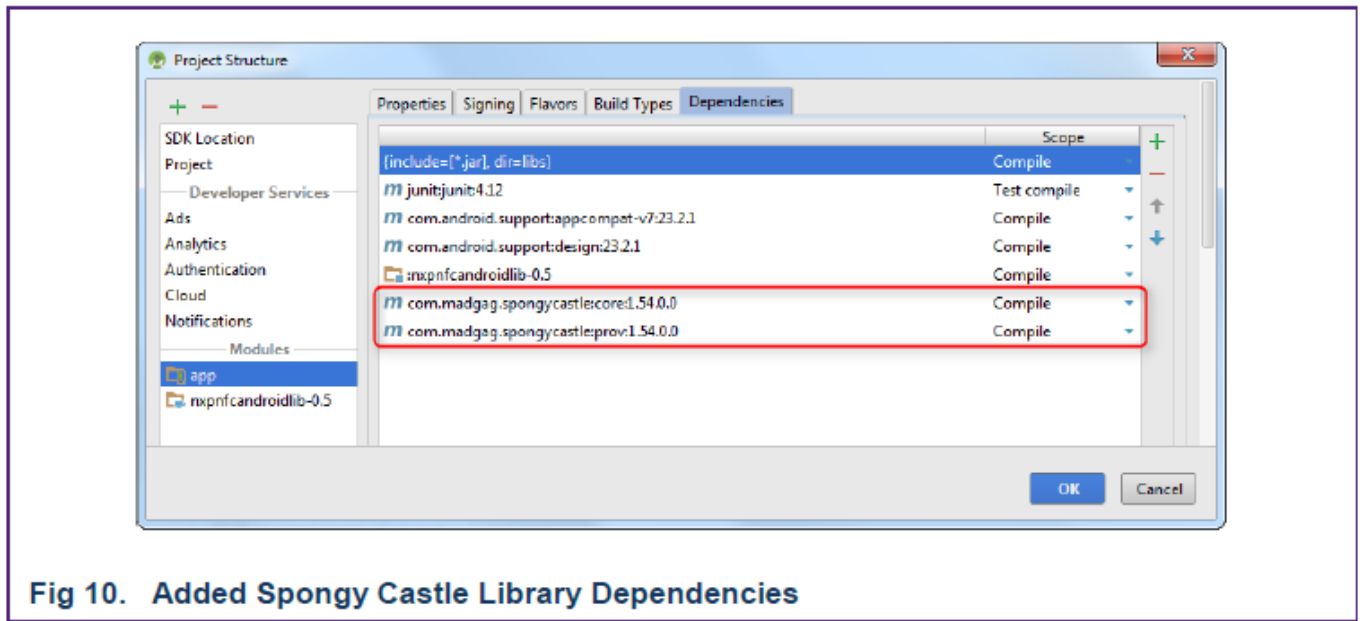 Project Structure
Properties Signing Flavors Build Types Dependencies
SDK Location
Project
Developer Services
Ads
Analytics
Authentication
Cloud
Notifications
Modules
app
nxpnfcandroidlib-0.5
Scope
{include=[*.jar], dir=libs} Compile
m junit:junit:4.12 Test compile
m com.android.support:appcompat-v7:23.2.1 Compile
m com.android.support:design:23.2.1 Compile
:nxpnfcandroidlib-0.5 Compile
m com.madgag.spongycastle:core:1.54.0.0 Compile
m com.madgag.spongycastle:prov:1.54.0.0 Compile
OK Cancel
Fig 10. Added Spongy Castle Library Dependencies